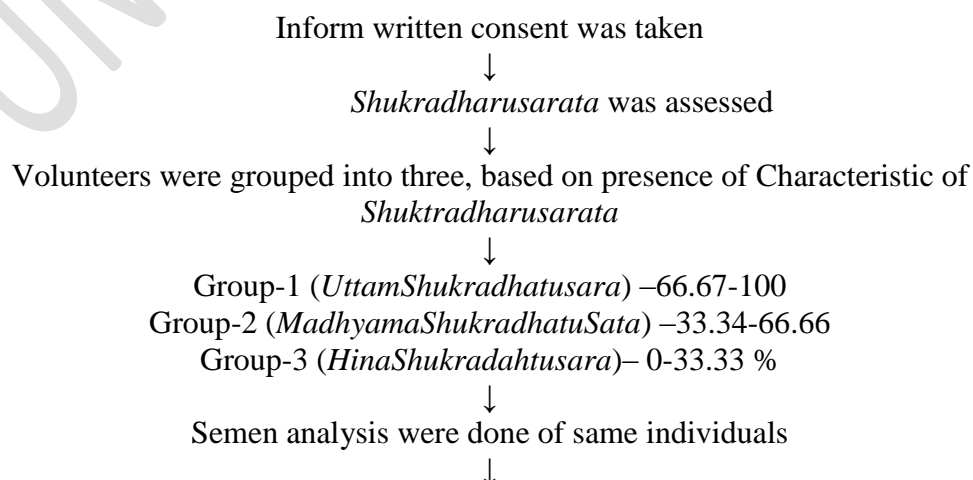 Inform written consent was taken
↓
Shukradharusarata was assessed
↓
Volunteers were grouped into three, based on presence of Characteristic of
Shuktradharusarata
↓
Group-1 (UttamShukradhatusara) –66.67-100
Group-2 (MadhyamaShukradhatuSata) –33.34-66.66
Group-3 (HinaShukradahtusara)– 0-33.33 %
↓
Semen analysis were done of same individuals
↓